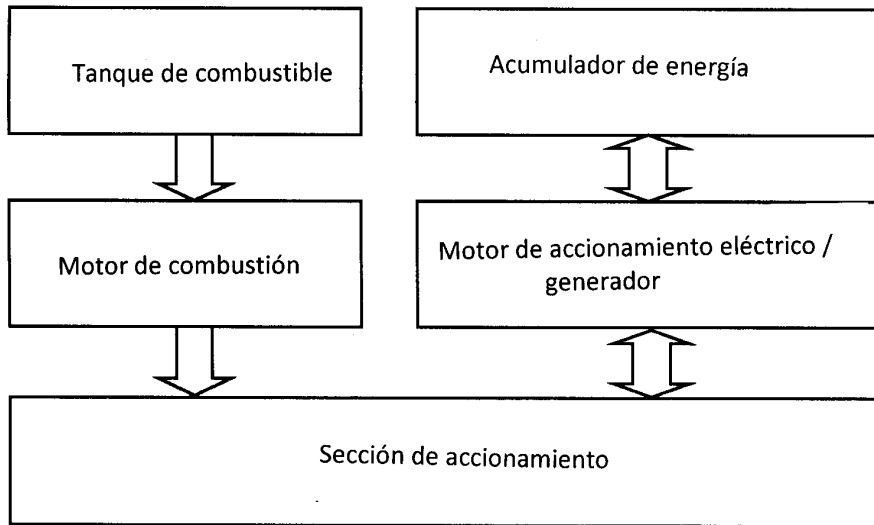 Tanque de combustible
Acumulador de energía
Motor de combustión
Motor de accionamiento eléctrico /
generador
Sección de accionamiento